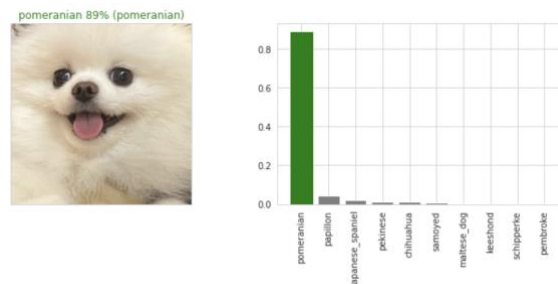 pomeranian 89% (pomeranian)
0.8
0.6
0.4
0.2
0.0
pomeranian
papillon
apanese_spaniel
pekinese
chihuahua
samoyed
maltese_dog
keeshond
schipperke
pembroke